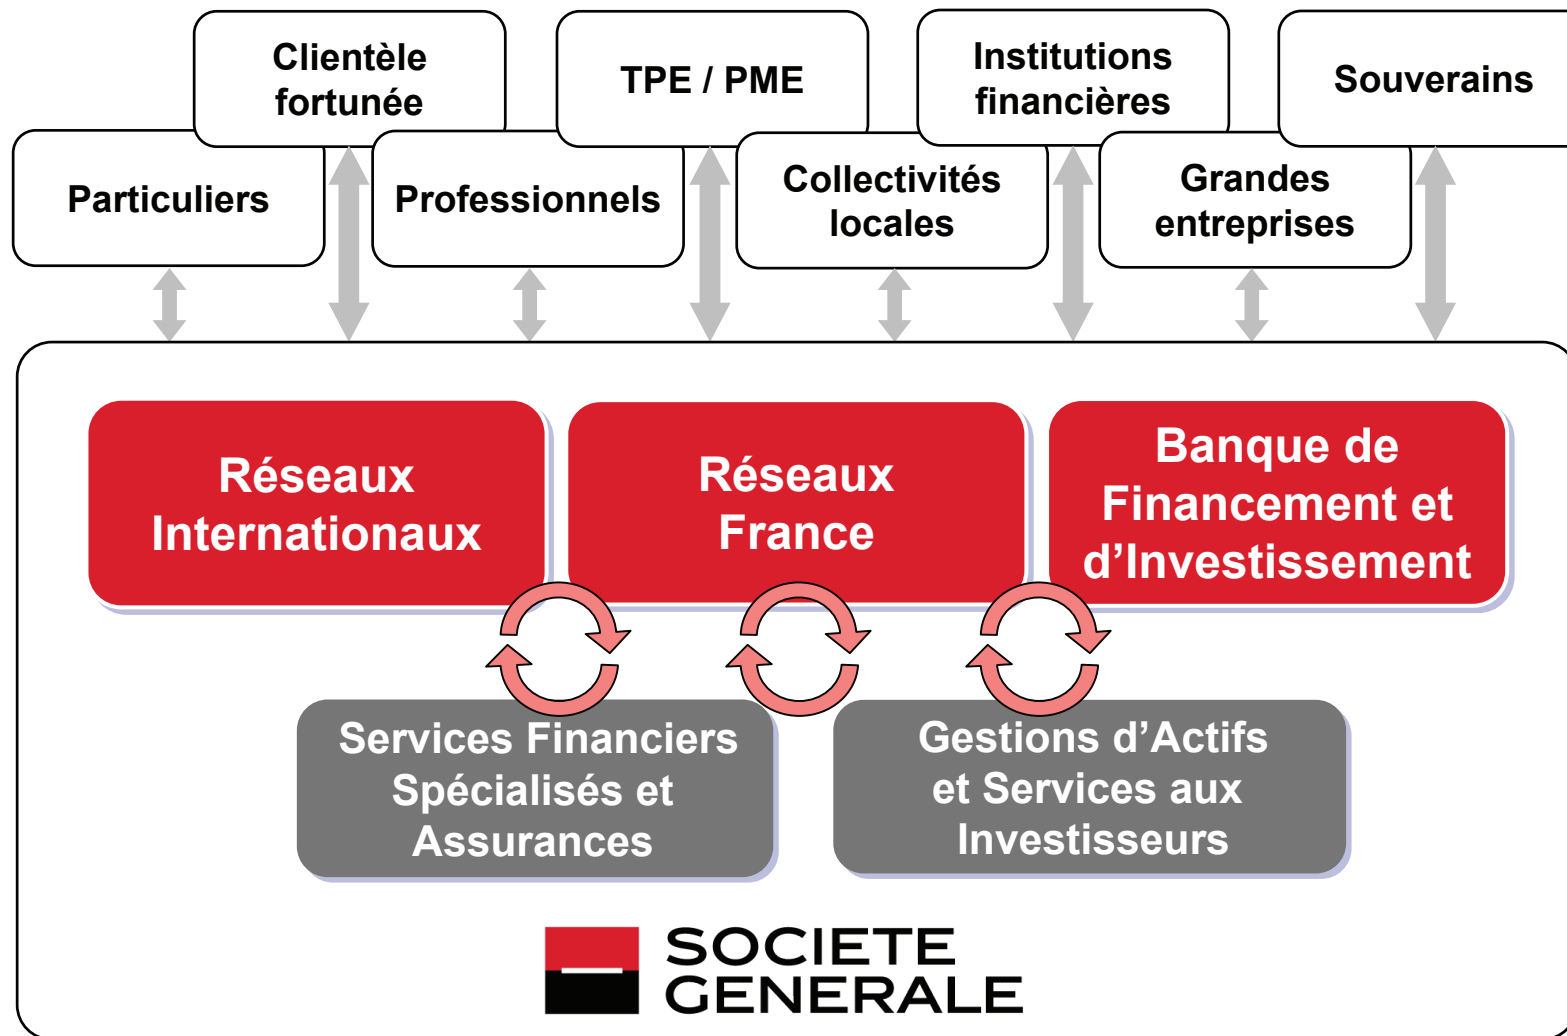 Clientèle
fortunée
TPE / PME
Institutions
financières
Souverains
Particuliers
Professionnels
Collectivités
locales
Grandes
entreprises
Réseaux
Internationaux
Réseaux
France
Banque de
Financement et
d’Investissement
Services Financiers
Spécialisés et
Assurances
Gestions d’Actifs
et Services aux
Investisseurs
SOCIETE
GENERALE